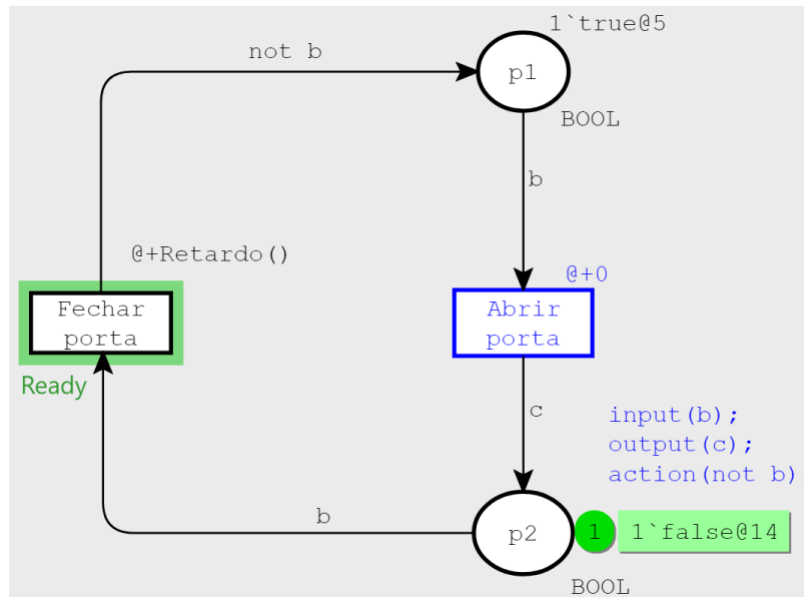 1`true@5
not b
p1
BOOL
b
@+Retardo()
@+0
Fechar
porta
Abrir
porta
Ready
c
input(b);
output(c);
action(not b)
b
p2
1
1`false@14
BOOL